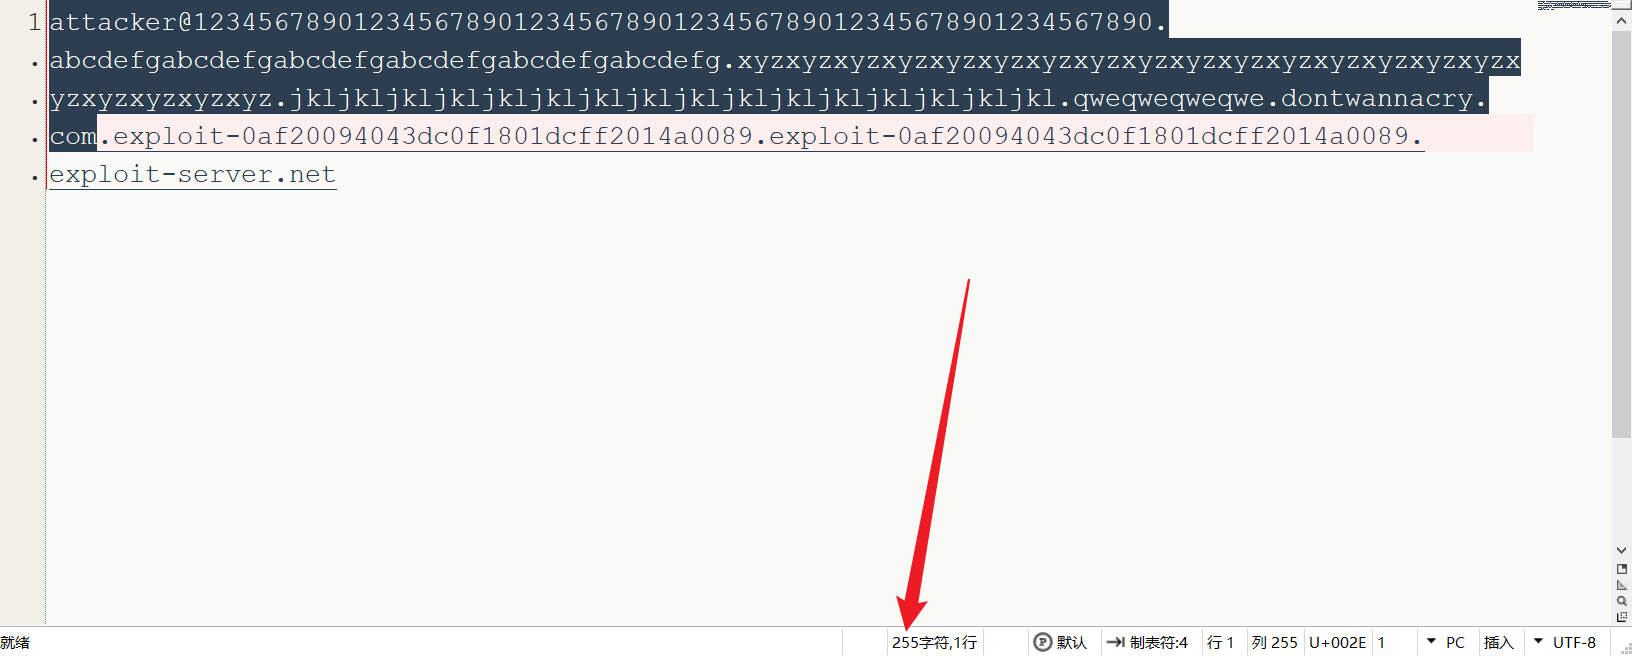 1 attacker@123456789012345678901234567890123456789012345678901234567890.
abcdefgabcdefgabcdefgabcdefgabcdefgabcdefg.xyzxyzxyzxyzxyzxyzxyzxyzxyzxyzxyzxyzxyzxyzxyzxyzx
yzxyzxyzxyzxyz.jkljkljkljkljkljkljkljkljkljkljkljkljkljkljkljkl.qweqweqweqwe.dontwannacry.
com.exploit-0af20094043dc0f1801dcff2014a0089.exploit-0af20094043dc0f1801dcff2014a0089.
exploit-server.net
就绪 255字符,1行 默认 制表符:4 行 1 列 255 U+002E 1 PC 插入 UTF-8